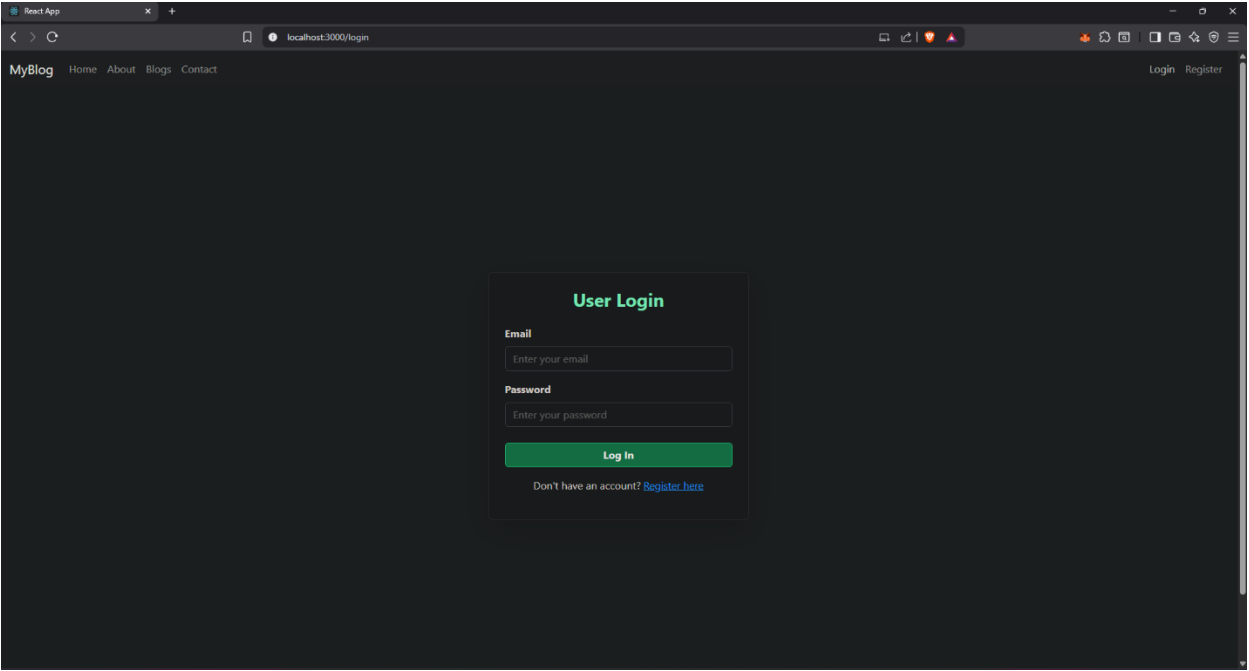 React App
localhost:3000/login
MyBlog Home About Blogs Contact Login Register
User Login
Email
Enter your email
Password
Enter your password
Log In
Don't have an account? Register here